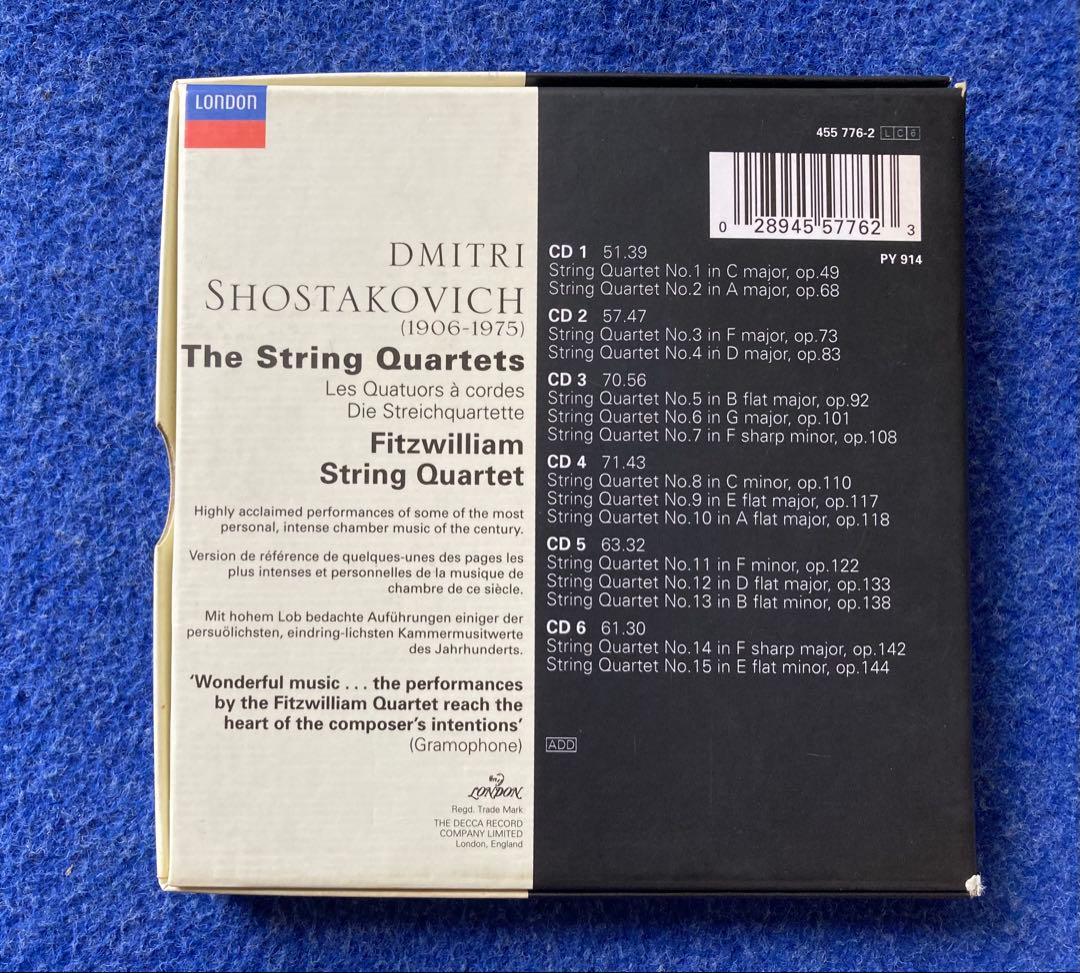 LONDON
DMITRI
SHOSTAKOVICH
(1906-1975)
The String Quartets
Les Quatuors à cordes
Die Streichquartette
Fitzwilliam
String Quartet
Highly acclaimed performances of some of the most
personal, intense chamber music of the century.
Version de référence de quelques-unes des pages les
plus intenses et personnelles de la musique de
chambre de ce siècle.
Mit hohem Lob bedachte Auführungen einiger der
persuölichsten, eindring-lichsten Kammermusitwerte
des Jahrhunderts.
'Wonderful music . . . the performances
by the Fitzwilliam Quartet reach the
heart of the composer's intentions'
(Gramophone)
LONDON
Regd. Trade Mark
THE DECCA RECORD
COMPANY LIMITED
London, England
455 776-2 LC6
0 28945 57762 3
PY 914
CD 1 51.39
String Quartet No.1 in C major, op.49
String Quartet No.2 in A major, op.68
CD 2 57.47
String Quartet No.3 in F major, op.73
String Quartet No.4 in D major, op.83
CD 3 70.56
String Quartet No.5 in B flat major, op.92
String Quartet No.6 in G major, op.101
String Quartet No.7 in F sharp minor, op.108
CD 4 71.43
String Quartet No.8 in C minor, op.110
String Quartet No.9 in E flat major, op.117
String Quartet No.10 in A flat major, op.118
CD 5 63.32
String Quartet No.11 in F minor, op.122
String Quartet No.12 in D flat major, op.133
String Quartet No.13 in B flat minor, op.138
CD 6 61.30
String Quartet No.14 in F sharp major, op.142
String Quartet No.15 in E flat minor, op.144
ADD